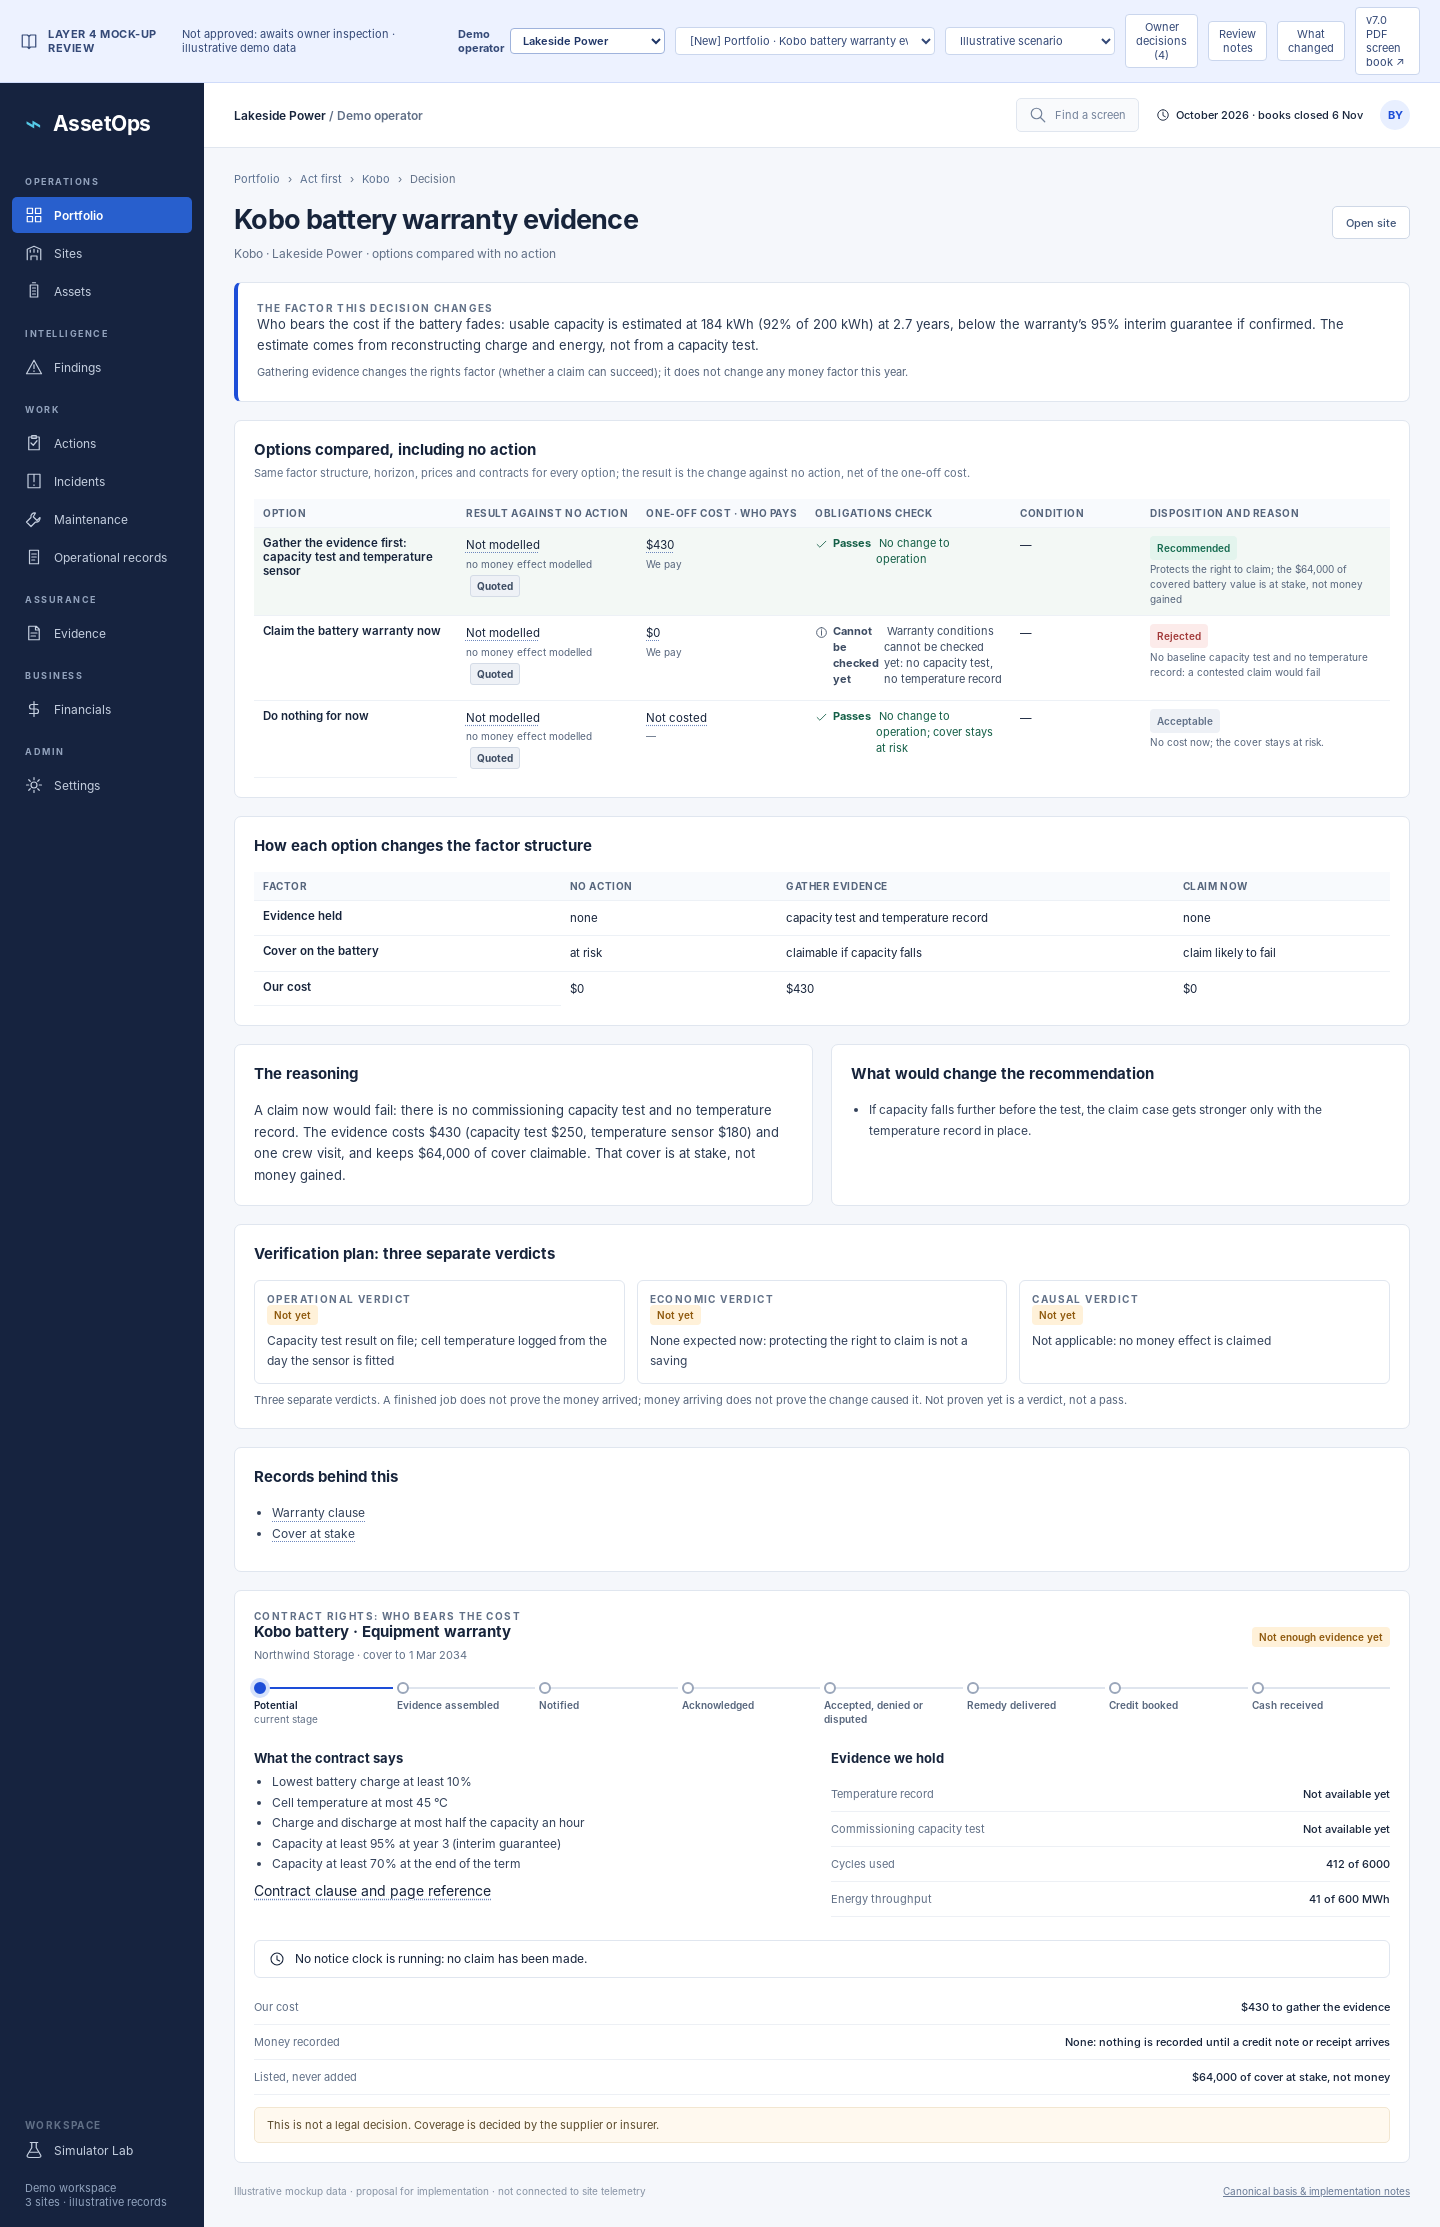 LAYER 4 MOCK-UP
REVIEW
Not approved: awaits owner inspection ·
illustrative demo data
Demo
operator
Lakeside Power
[New] Portfolio · Kobo battery warranty ev
Illustrative scenario
Owner
decisions
(4)
Review
notes
What
changed
v7.0
PDF
screen
book ↗
AssetOps
OPERATIONS
Portfolio
Sites
Assets
INTELLIGENCE
Findings
WORK
Actions
Incidents
Maintenance
Operational records
ASSURANCE
Evidence
BUSINESS
Financials
ADMIN
Settings
WORKSPACE
Simulator Lab
Demo workspace
3 sites · illustrative records
Lakeside Power / Demo operator
Find a screen
October 2026 · books closed 6 Nov
BY
Portfolio › Act first › Kobo › Decision
Kobo battery warranty evidence
Open site
Kobo · Lakeside Power · options compared with no action
THE FACTOR THIS DECISION CHANGES
Who bears the cost if the battery fades: usable capacity is estimated at 184 kWh (92% of 200 kWh) at 2.7 years, below the warranty's 95% interim guarantee if confirmed. The
estimate comes from reconstructing charge and energy, not from a capacity test.
Gathering evidence changes the rights factor (whether a claim can succeed); it does not change any money factor this year.
Options compared, including no action
Same factor structure, horizon, prices and contracts for every option; the result is the change against no action, net of the one-off cost.
OPTION RESULT AGAINST NO ACTION ONE-OFF COST · WHO PAYS OBLIGATIONS CHECK CONDITION DISPOSITION AND REASON
Gather the evidence first:
capacity test and temperature
sensor
Not modelled
no money effect modelled
Quoted
$430
We pay
Passes No change to
operation
—
Recommended
Protects the right to claim; the $64,000 of
covered battery value is at stake, not money
gained
Claim the battery warranty now
Not modelled
no money effect modelled
Quoted
$0
We pay
Cannot
be
checked
yet
Warranty conditions
cannot be checked
yet: no capacity test,
no temperature record
—
Rejected
No baseline capacity test and no temperature
record: a contested claim would fail
Do nothing for now
Not modelled
no money effect modelled
Quoted
Not costed
—
Passes No change to
operation; cover stays
at risk
—
Acceptable
No cost now; the cover stays at risk.
How each option changes the factor structure
FACTOR NO ACTION GATHER EVIDENCE CLAIM NOW
Evidence held none capacity test and temperature record none
Cover on the battery at risk claimable if capacity falls claim likely to fail
Our cost $0 $430 $0
The reasoning
A claim now would fail: there is no commissioning capacity test and no temperature
record. The evidence costs $430 (capacity test $250, temperature sensor $180) and
one crew visit, and keeps $64,000 of cover claimable. That cover is at stake, not
money gained.
What would change the recommendation
• If capacity falls further before the test, the claim case gets stronger only with the
temperature record in place.
Verification plan: three separate verdicts
OPERATIONAL VERDICT
Not yet
Capacity test result on file; cell temperature logged from the
day the sensor is fitted
ECONOMIC VERDICT
Not yet
None expected now: protecting the right to claim is not a
saving
CAUSAL VERDICT
Not yet
Not applicable: no money effect is claimed
Three separate verdicts. A finished job does not prove the money arrived; money arriving does not prove the change caused it. Not proven yet is a verdict, not a pass.
Records behind this
• Warranty clause
• Cover at stake
CONTRACT RIGHTS: WHO BEARS THE COST
Kobo battery · Equipment warranty
Northwind Storage · cover to 1 Mar 2034
Not enough evidence yet
Potential
current stage
Evidence assembled
Notified
Acknowledged
Accepted, denied or
disputed
Remedy delivered
Credit booked
Cash received
What the contract says
• Lowest battery charge at least 10%
• Cell temperature at most 45 °C
• Charge and discharge at most half the capacity an hour
• Capacity at least 95% at year 3 (interim guarantee)
• Capacity at least 70% at the end of the term
Contract clause and page reference
Evidence we hold
Temperature record Not available yet
Commissioning capacity test Not available yet
Cycles used 412 of 6000
Energy throughput 41 of 600 MWh
No notice clock is running: no claim has been made.
Our cost $430 to gather the evidence
Money recorded None: nothing is recorded until a credit note or receipt arrives
Listed, never added $64,000 of cover at stake, not money
This is not a legal decision. Coverage is decided by the supplier or insurer.
Illustrative mockup data · proposal for implementation · not connected to site telemetry
Canonical basis & implementation notes